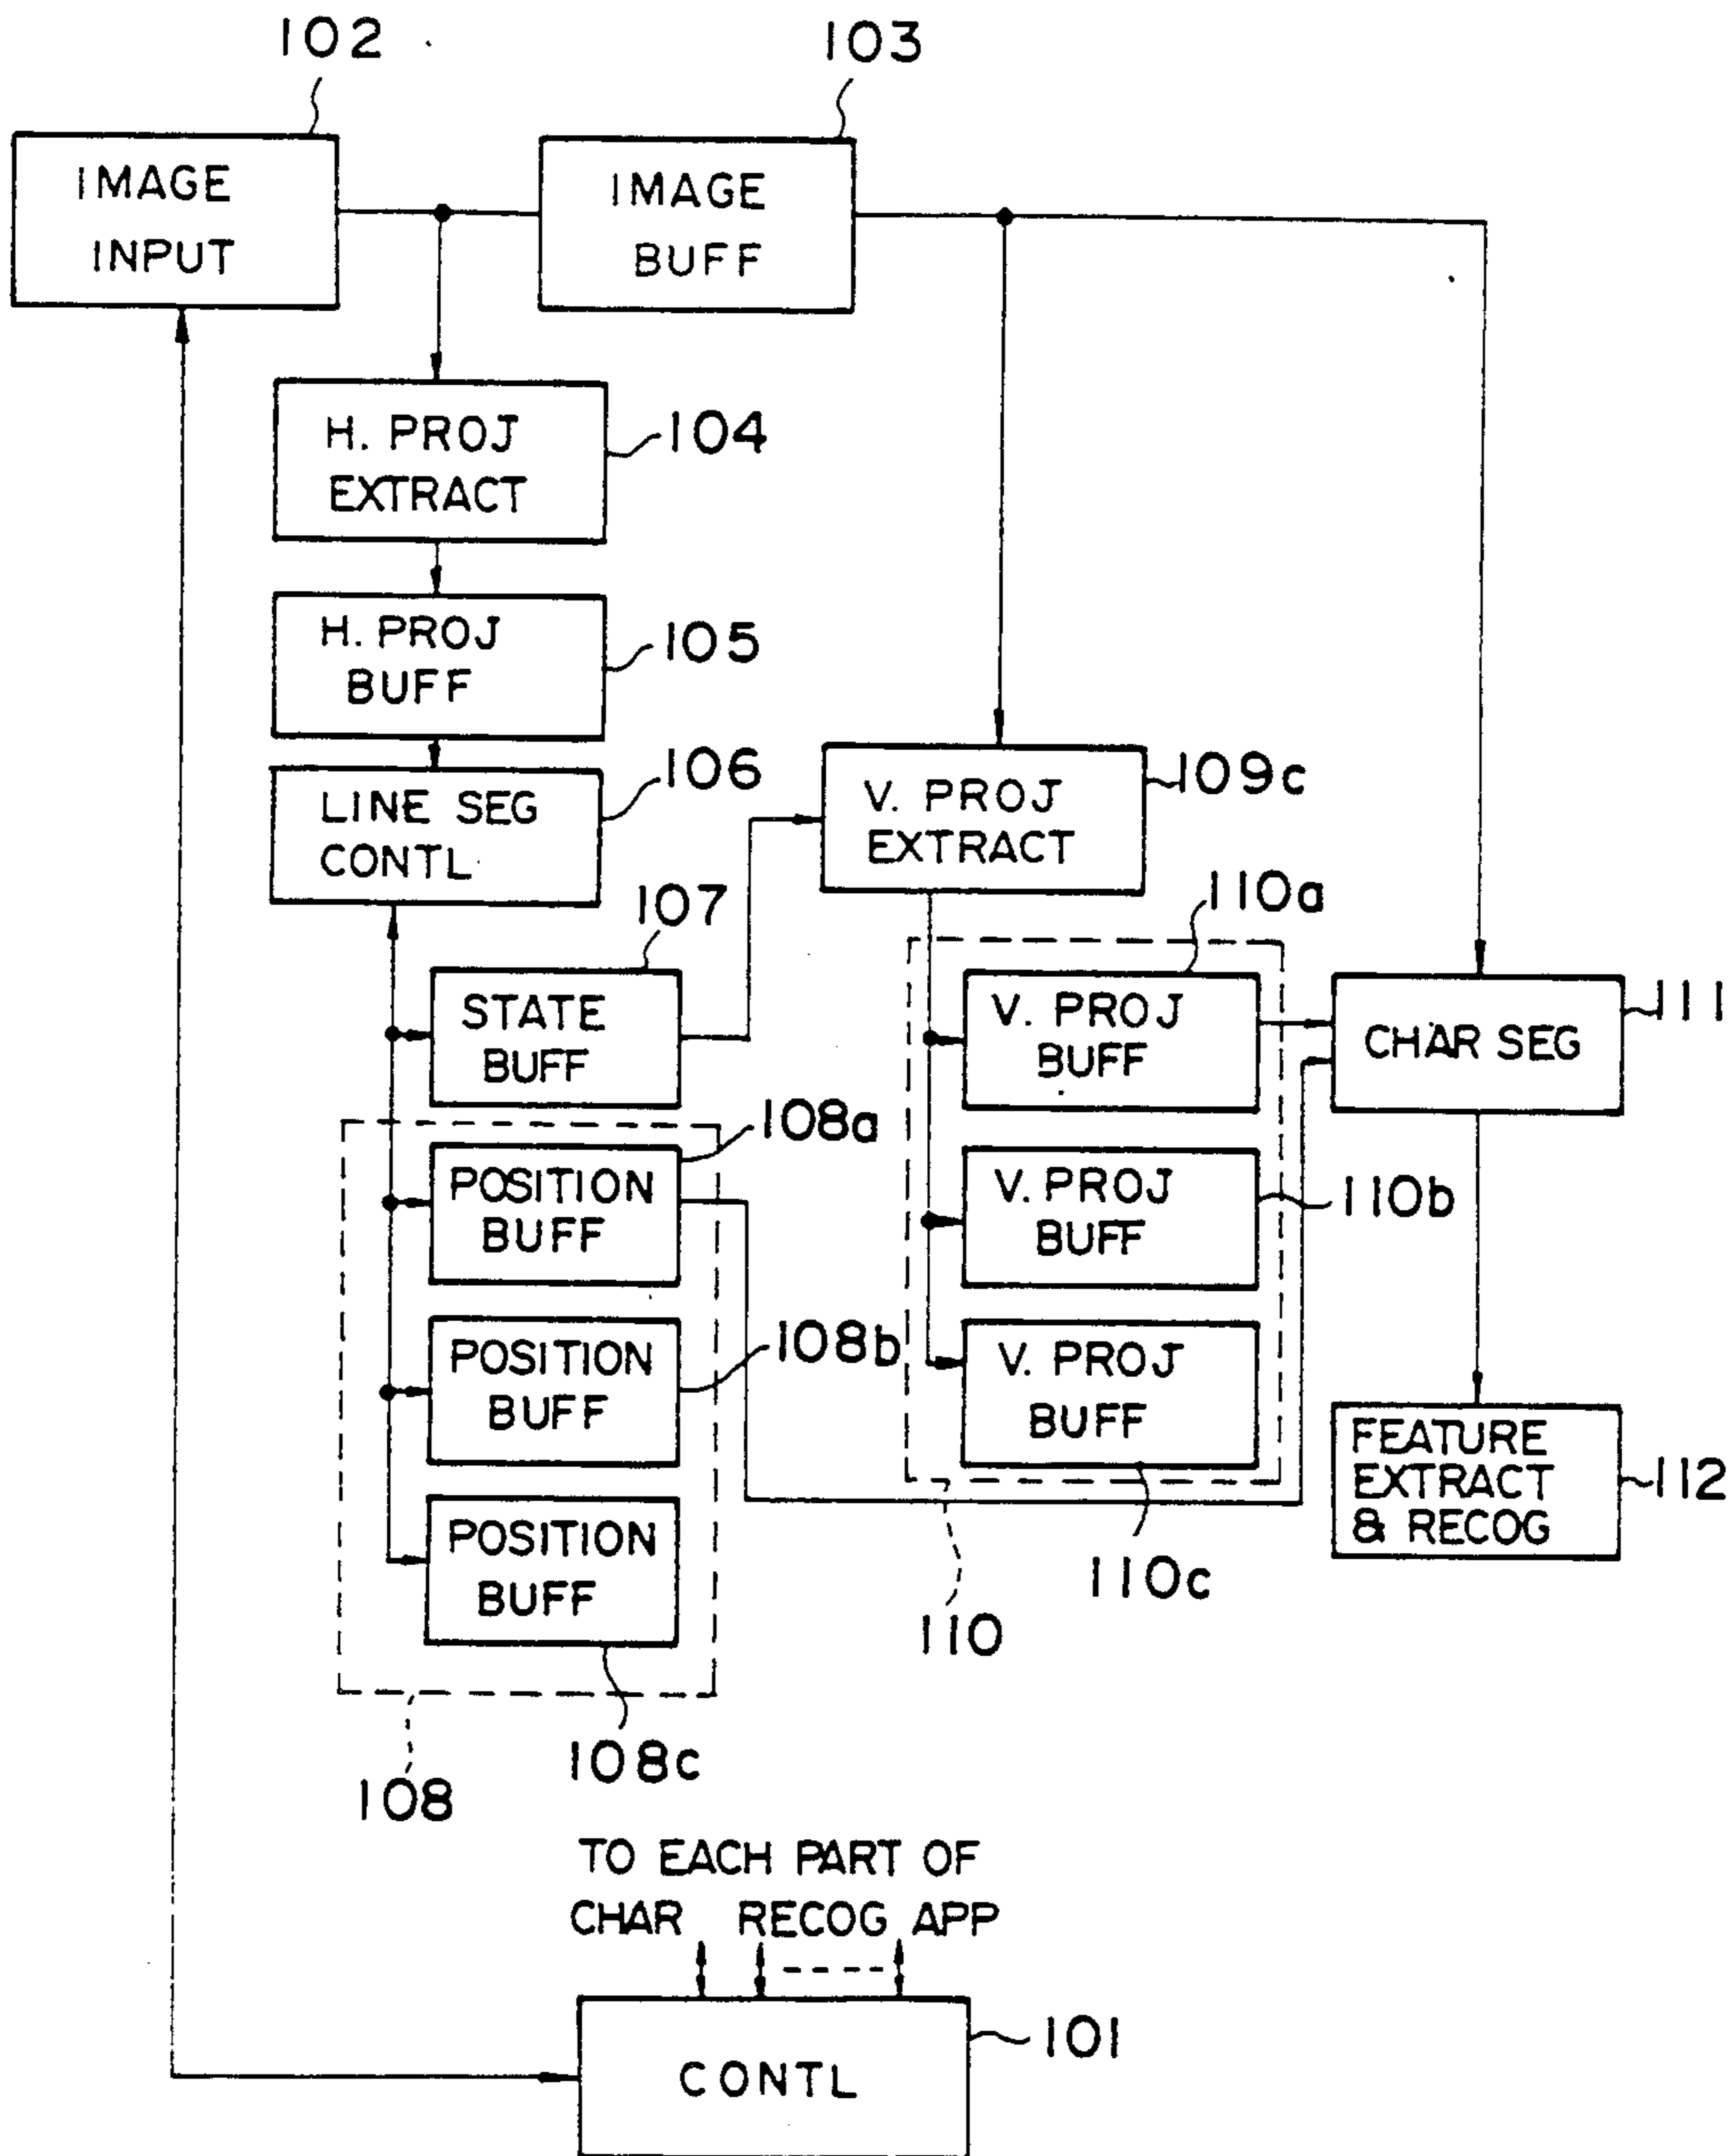 102
103
IMAGE
INPUT
IMAGE
BUFF
H. PROJ
EXTRACT
104
H. PROJ
BUFF
105
LINE SEG
CONTL
106
V. PROJ
EXTRACT
109c
107
STATE
BUFF
110a
V. PROJ
BUFF
CHAR SEG
111
108a
POSITION
BUFF
V. PROJ
BUFF
110b
POSITION
BUFF
108b
V. PROJ
BUFF
FEATURE
EXTRACT
& RECOG
112
POSITION
BUFF
110c
110
108c
108
TO EACH PART OF
CHAR RECOG APP
CONTL
101